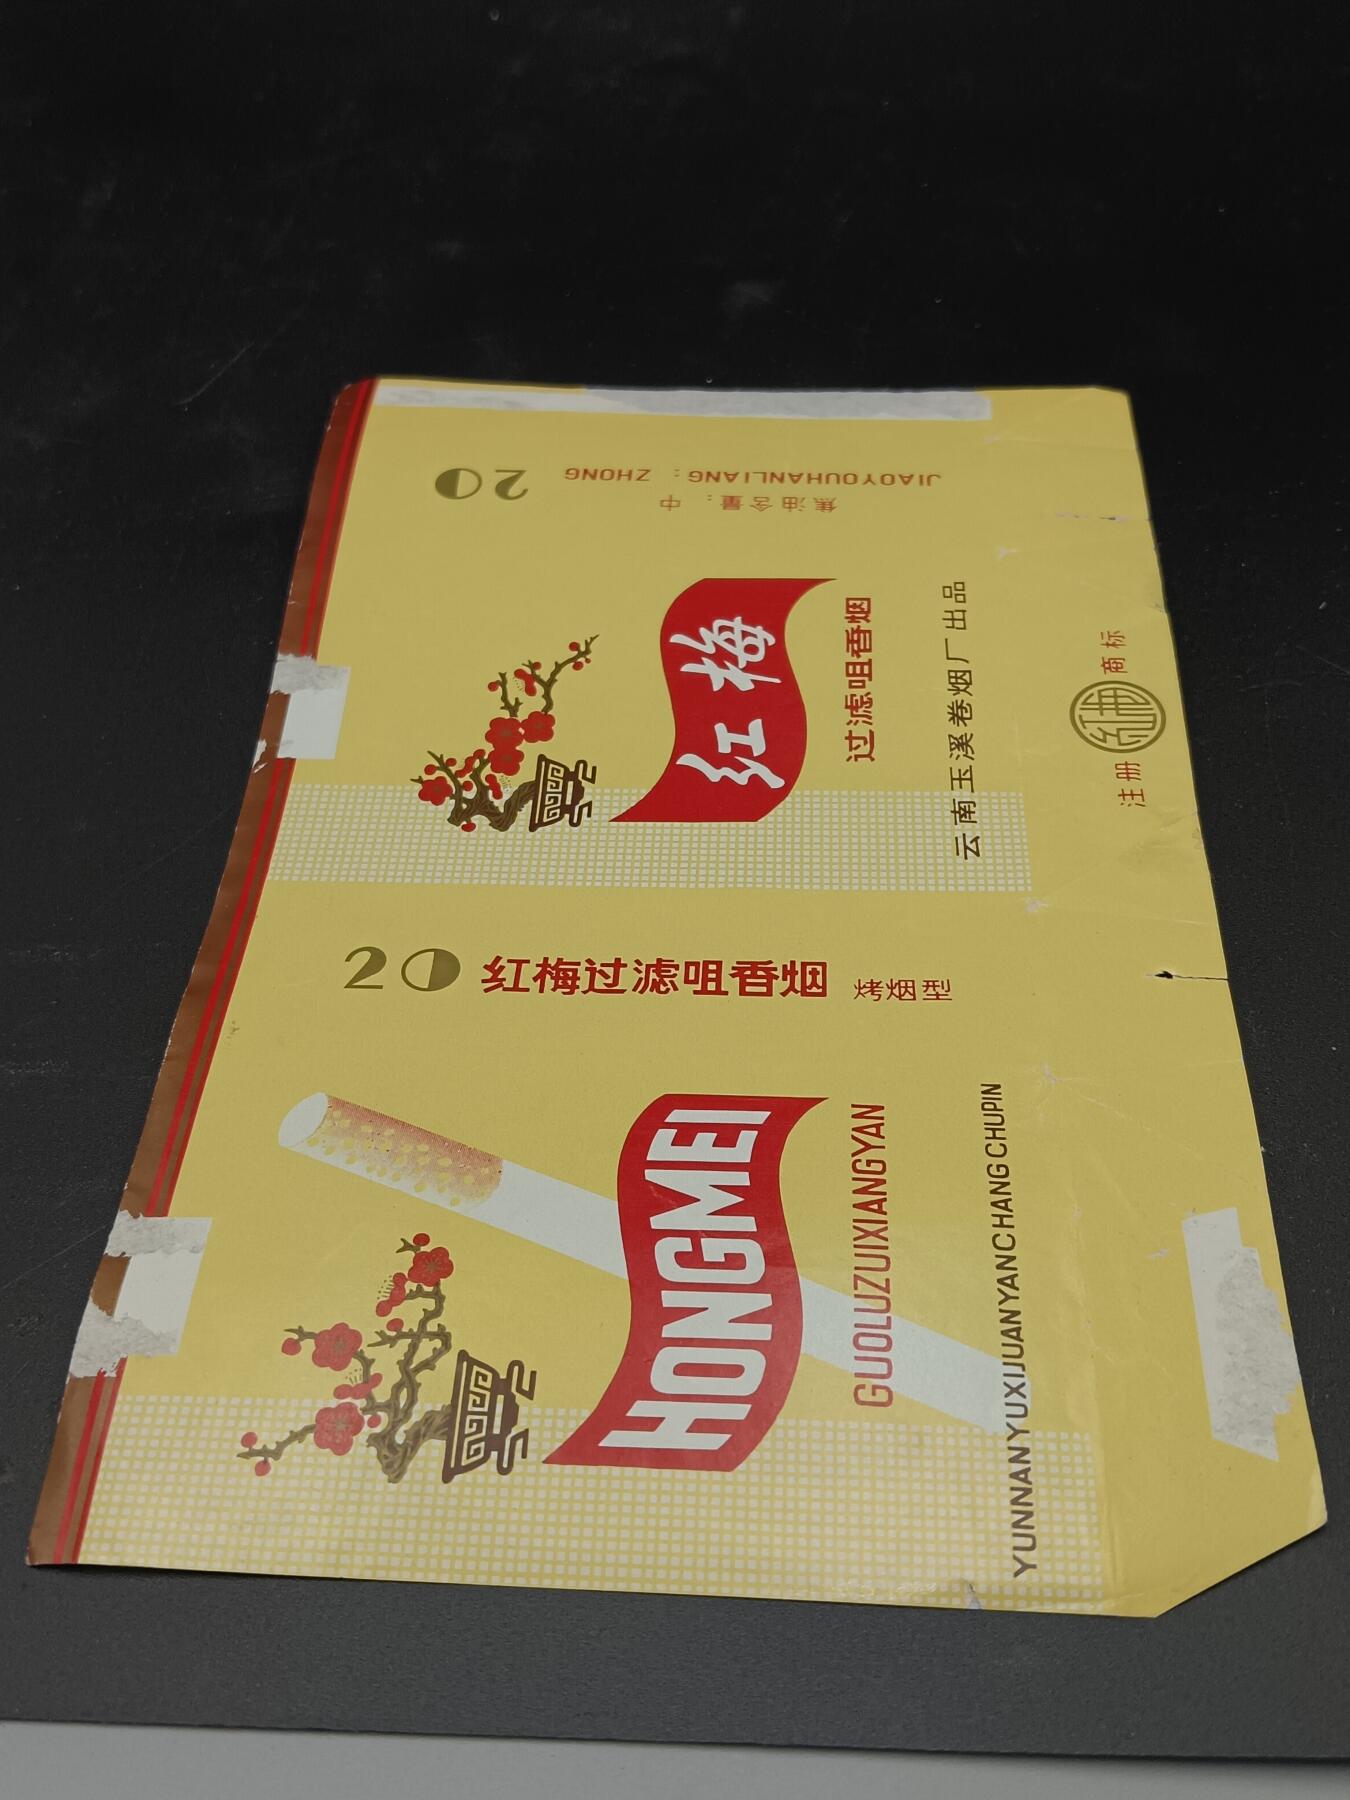 20
JIAOYOUHANLIANG: ZHONG
焦油含量：中
红梅
过滤咀香烟
云南玉溪卷烟厂出品
注册
红梅
商标
20 红梅过滤咀香烟 烤烟型
HONGMEI
GUOLUZUIXIANGYAN
YUNNANYUXIJUANYANCHANGCHUPIN